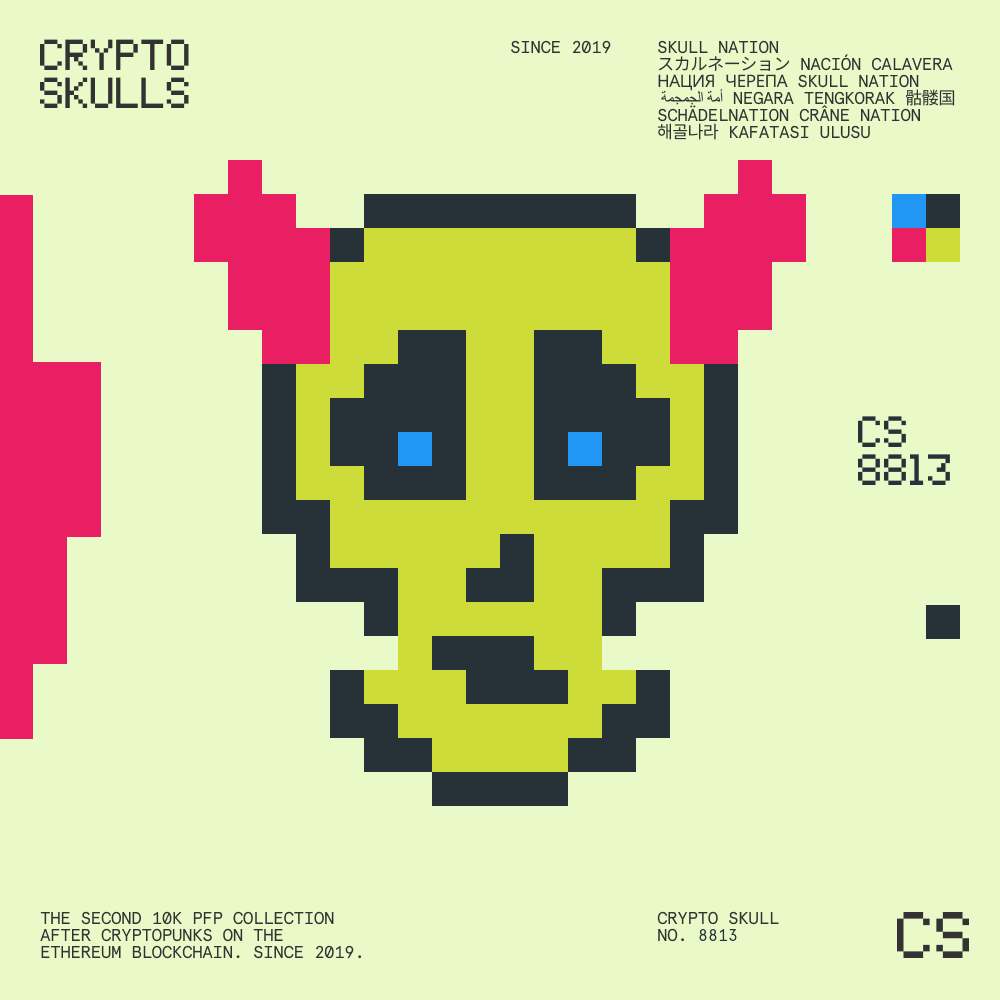 CRYPTO
SKULLS
SINCE 2019
SKULL NATION
スカルネーション NACIÓN CALAVERA
НАЦИЯ ЧЕРЕПА SKULL NATION
أمة الجمجمة NEGARA TENGKORAK 骷髅国
SCHÄDELNATION CRÂNE NATION
해골나라 KAFATASI ULUSU
CS
8813
THE SECOND 10K PFP COLLECTION
AFTER CRYPTOPUNKS ON THE
ETHEREUM BLOCKCHAIN. SINCE 2019.
CRYPTO SKULL
NO. 8813
CS